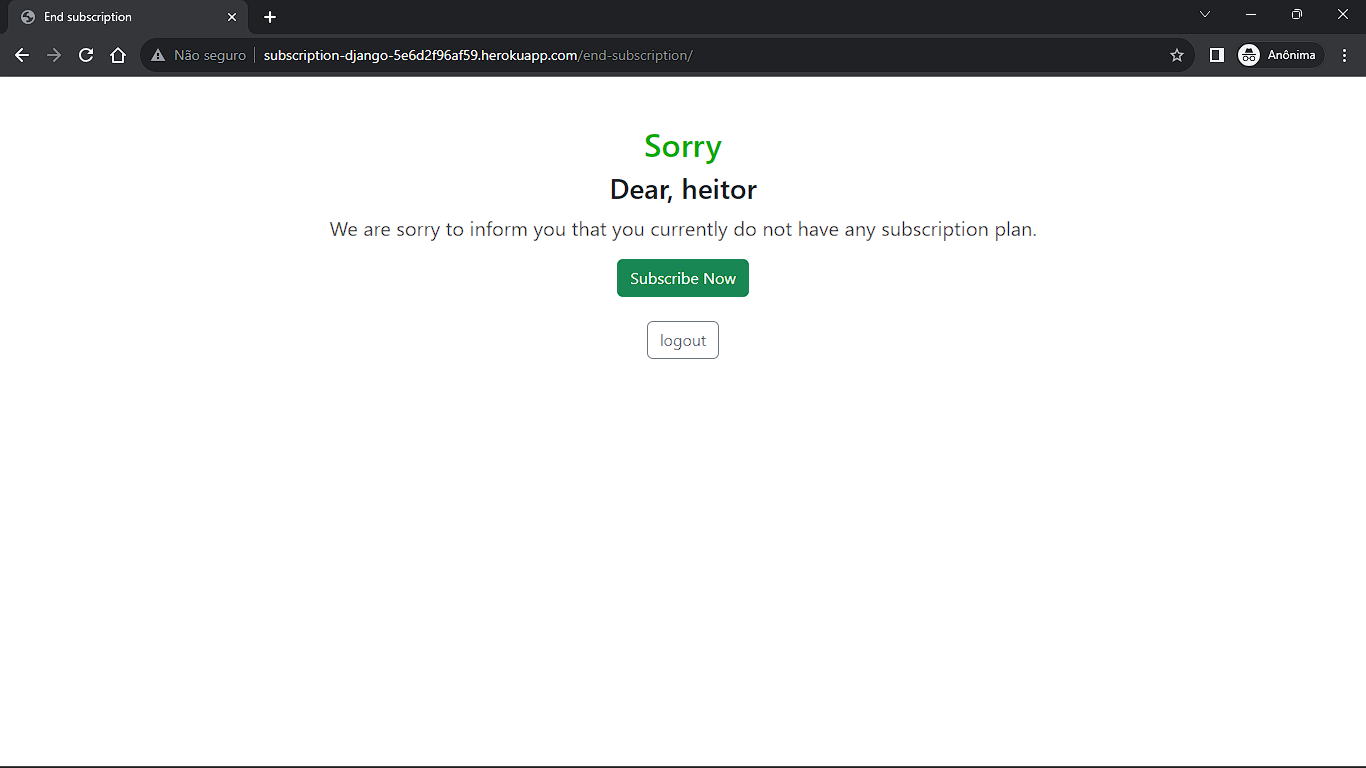 End subscription
Não seguro subscription-django-5e6d2f96af59.herokuapp.com/end-subscription/ Anônima
Sorry
Dear, heitor
We are sorry to inform you that you currently do not have any subscription plan.
Subscribe Now
logout